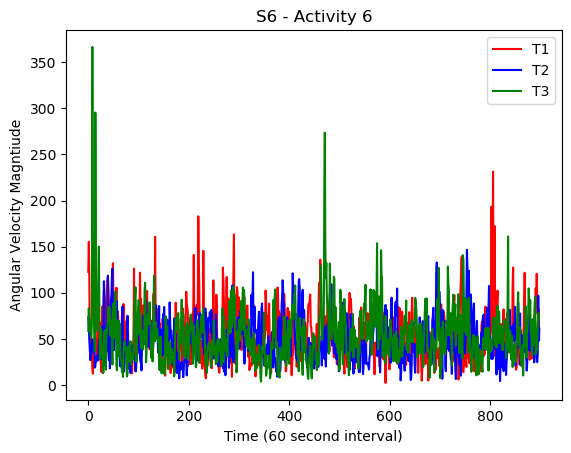 S6 - Activity 6
T1
T2
T3
Angular Velocity Magntiude
350
300
250
200
150
100
50
0
0 200 400 600 800
Time (60 second interval)